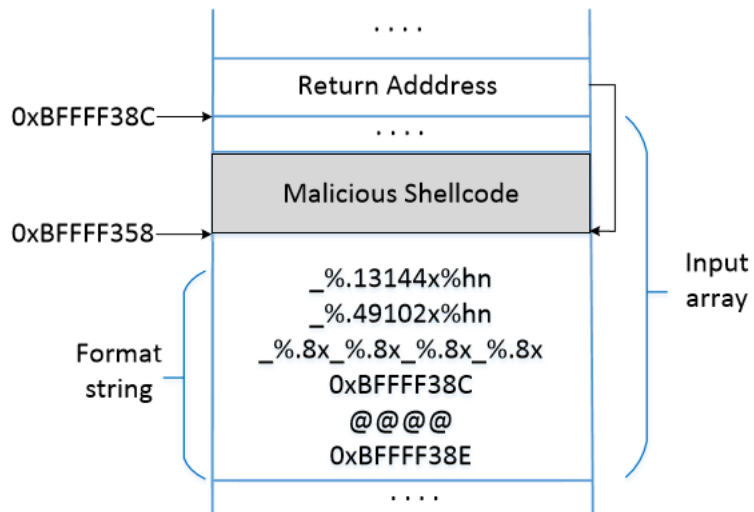 ....
Return Adddress
0xBFFFF38C
....
Malicious Shellcode
0xBFFFF358
_%.13144x%hn
_%.49102x%hn
_%.8x_%.8x_%.8x_%.8x
0xBFFFF38C
@@@@
0xBFFFF38E
Format
string
Input
array
....